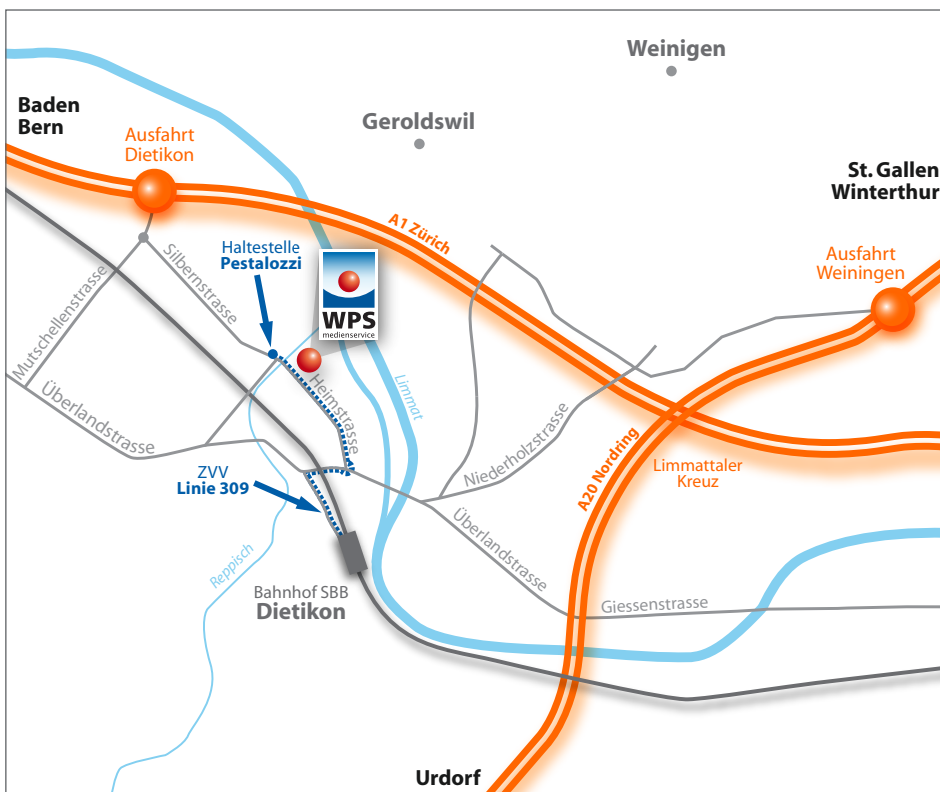 Weinigen
Baden
Bern
Geroldswil
Ausfahrt
Dietikon
St. Gallen
Winterthur
A1 Zürich
Haltestelle
Pestalozzi
Silbernstrasse
Ausfahrt
Weiningen
Mutschellenstrasse
WPS
medienservice
Heimstrasse
Limmat
Überlandstrasse
Niederholzstrasse
ZVV
Linie 309
A20 Nordring
Limmattaler
Kreuz
Überlandstrasse
Reppisch
Bahnhof SBB
Dietikon
Giessenstrasse
Urdorf